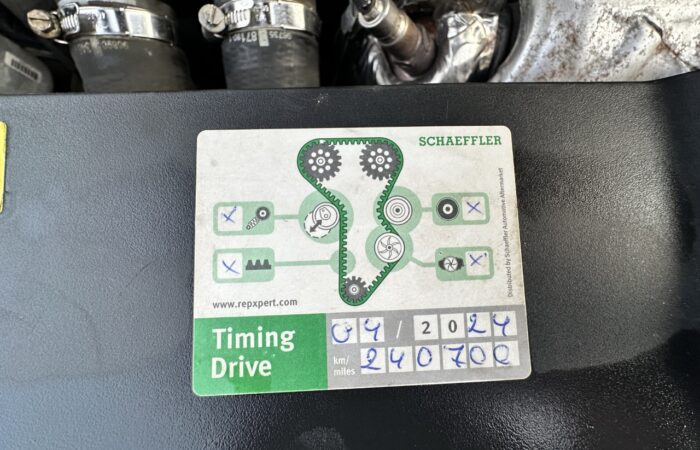 SCHAEFFLER
X
X
X
X
Distributed by Schaeffler Automotive Aftermarket
www.repxpert.com
Timing
Drive
04 / 2024
km/
miles
240700